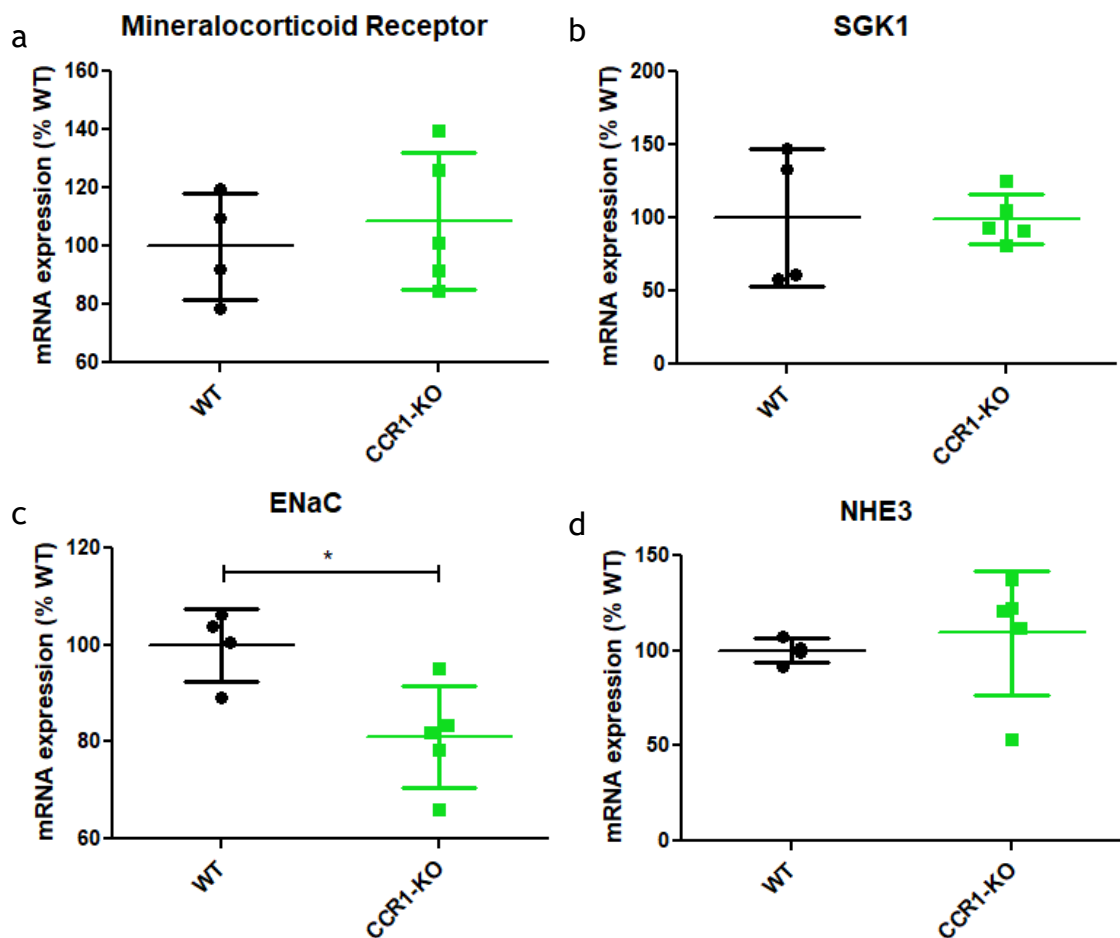 a
Mineralocorticoid Receptor
mRNA expression (% WT)
160
140
120
100
80
60
WT
CCR1-KO
b
SGK1
mRNA expression (% WT)
200
150
100
50
0
WT
CCR1-KO
c
ENaC
mRNA expression (% WT)
120
100
80
60
*
WT
CCR1-KO
d
NHE3
mRNA expression (% WT)
150
100
50
0
WT
CCR1-KO